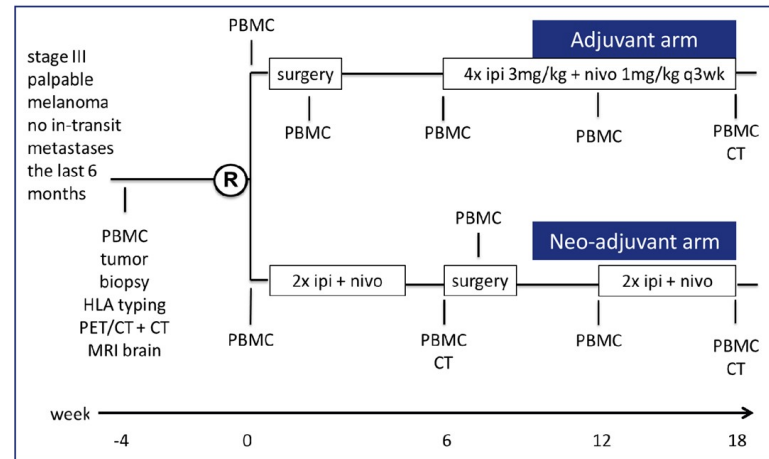 PBMC
Adjuvant arm
stage III
palpable
melanoma
no in-transit
metastases
the last 6
months
surgery
4x ipi 3mg/kg + nivo 1mg/kg q3wk
PBMC
PBMC
PBMC
PBMC
CT
R
PBMC
tumor
biopsy
HLA typing
PET/CT + CT
MRI brain
PBMC
Neo-adjuvant arm
2x ipi + nivo
surgery
2x ipi + nivo
PBMC
PBMC
CT
PBMC
PBMC
CT
week
-4 0 6 12 18